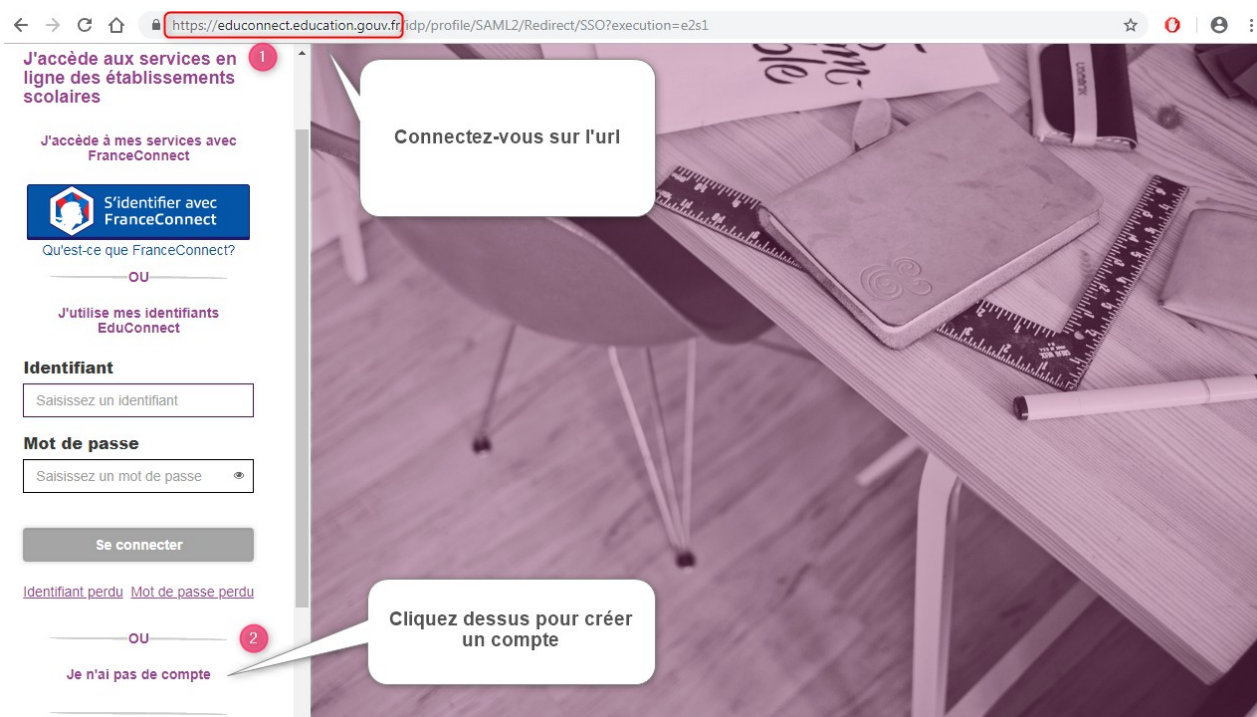 https://educonnect.education.gouv.fr/idp/profile/SAML2/Redirect/SSO?execution=e2s1
J'accède aux services en
ligne des établissements
scolaires
1
J'accède à mes services avec
FranceConnect
S'identifier avec
FranceConnect
Qu'est-ce que FranceConnect?
OU
J'utilise mes identifiants
EduConnect
Identifiant
Saisissez un identifiant
Mot de passe
Saisissez un mot de passe
Se connecter
Identifiant perdu Mot de passe perdu
OU
2
Je n'ai pas de compte
Connectez-vous sur l'url
Cliquez dessus pour créer
un compte